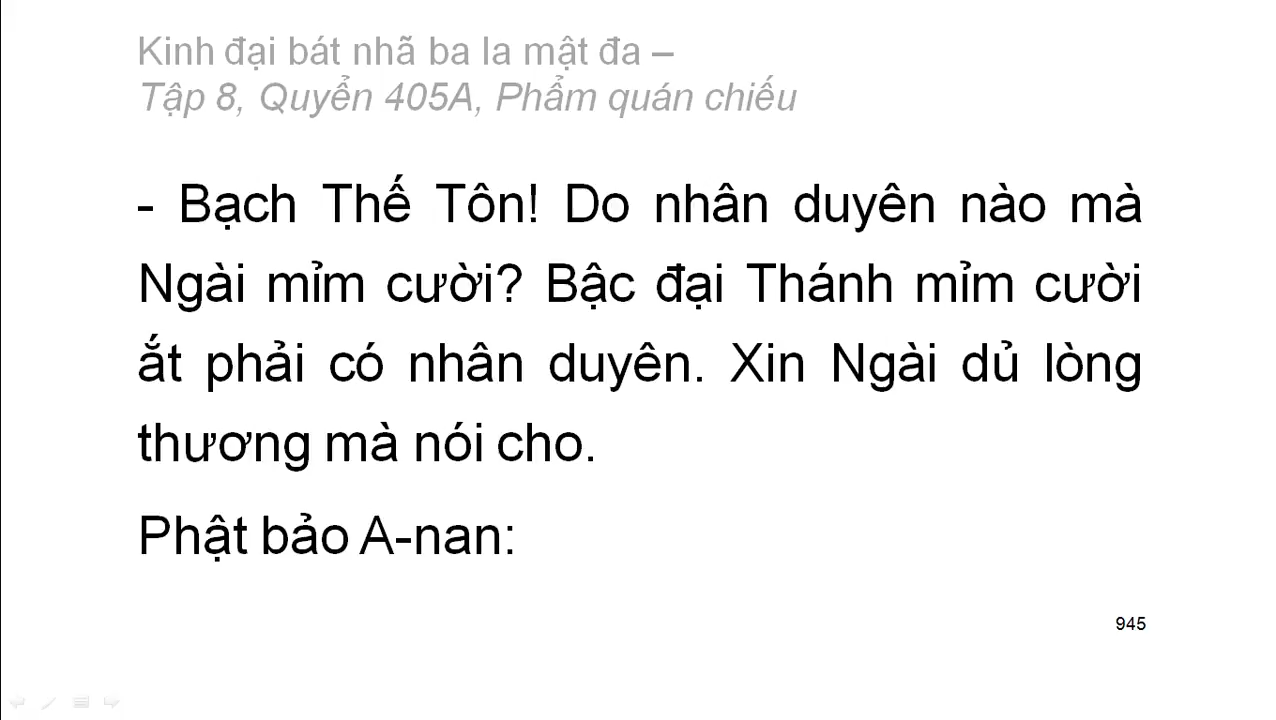 Kinh đại bát nhã ba la mật đa –
Tập 8, Quyển 405A, Phẩm quán chiếu
- Bạch Thế Tôn! Do nhân duyên nào mà
Ngài mỉm cười? Bậc đại Thánh mỉm cười
ắt phải có nhân duyên. Xin Ngài dủ lòng
thương mà nói cho.
Phật bảo A-nan:
945